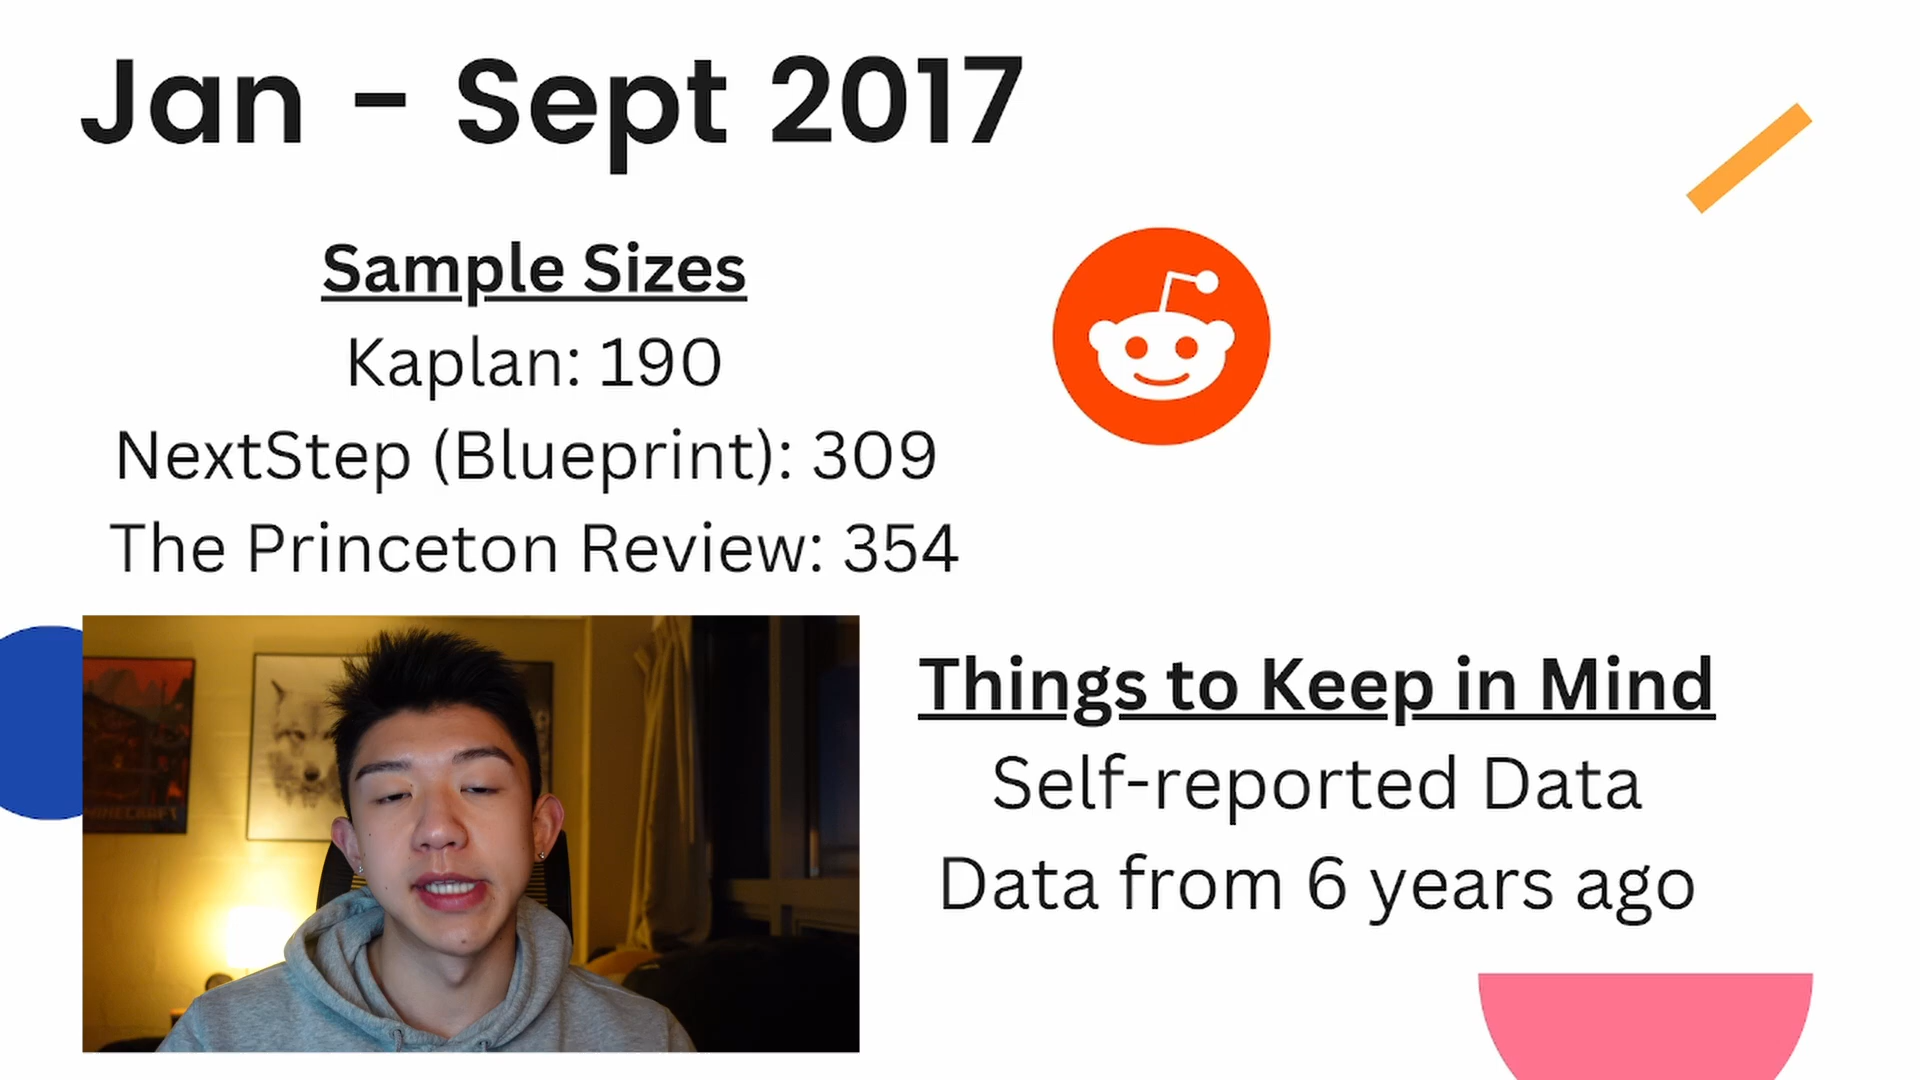 Jan - Sept 2017
Sample Sizes
Kaplan: 190
NextStep (Blueprint): 309
The Princeton Review: 354
MINECRAFT
Things to Keep in Mind
Self-reported Data
Data from 6 years ago